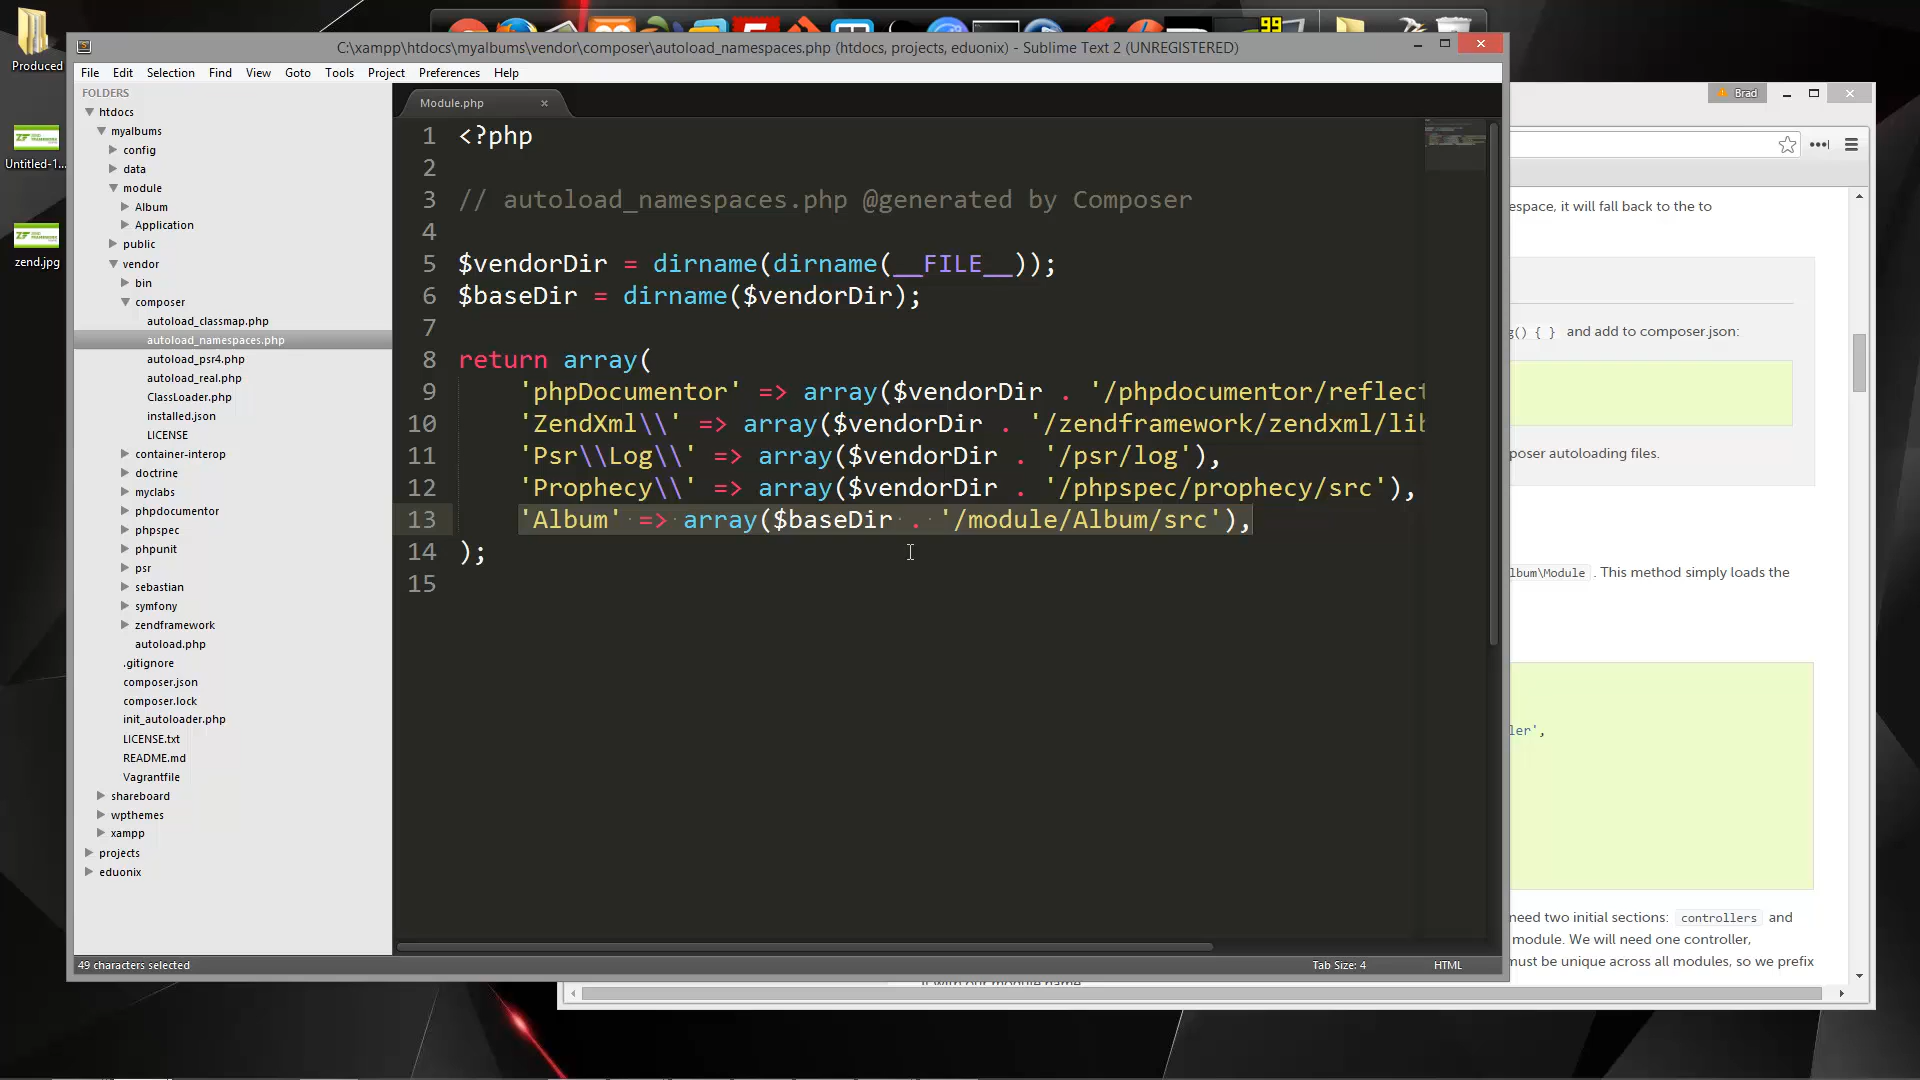 Produced
Untitled-1...
zend.jpg
99
C:\xampp\htdocs\myalbums\vendor\composer\autoload_namespaces.php (htdocs, projects, eduonix) - Sublime Text 2 (UNREGISTERED)
File Edit Selection Find View Goto Tools Project Preferences Help
FOLDERS
htdocs
myalbums
config
data
module
Album
Application
public
vendor
bin
composer
autoload_classmap.php
autoload_namespaces.php
autoload_psr4.php
autoload_real.php
ClassLoader.php
installed.json
LICENSE
container-interop
doctrine
myclabs
phpdocumentor
phpspec
phpunit
psr
sebastian
symfony
zendframework
autoload.php
.gitignore
composer.json
composer.lock
init_autoloader.php
LICENSE.txt
README.md
Vagrantfile
shareboard
wpthemes
xampp
projects
eduonix
Module.php
1 <?php
2
3 // autoload_namespaces.php @generated by Composer
4
5 $vendorDir = dirname(dirname(__FILE__));
6 $baseDir = dirname($vendorDir);
7
8 return array(
9 'phpDocumentor' => array($vendorDir . '/phpdocumentor/reflect
10 'ZendXml\\' => array($vendorDir . '/zendframework/zendxml/lib
11 'Psr\\Log\\' => array($vendorDir . '/psr/log'),
12 'Prophecy\\' => array($vendorDir . '/phpspec/prophecy/src'),
13 'Album' => array($baseDir . '/module/Album/src'),
14 );
15
49 characters selected
Tab Size: 4 HTML
Brad
espace, it will fall back to the to
g() { } and add to composer.json:
poser autoloading files.
lbum\Module . This method simply loads the
ler',
need two initial sections: controllers and
module. We will need one controller,
must be unique across all modules, so we prefix
it with our module name